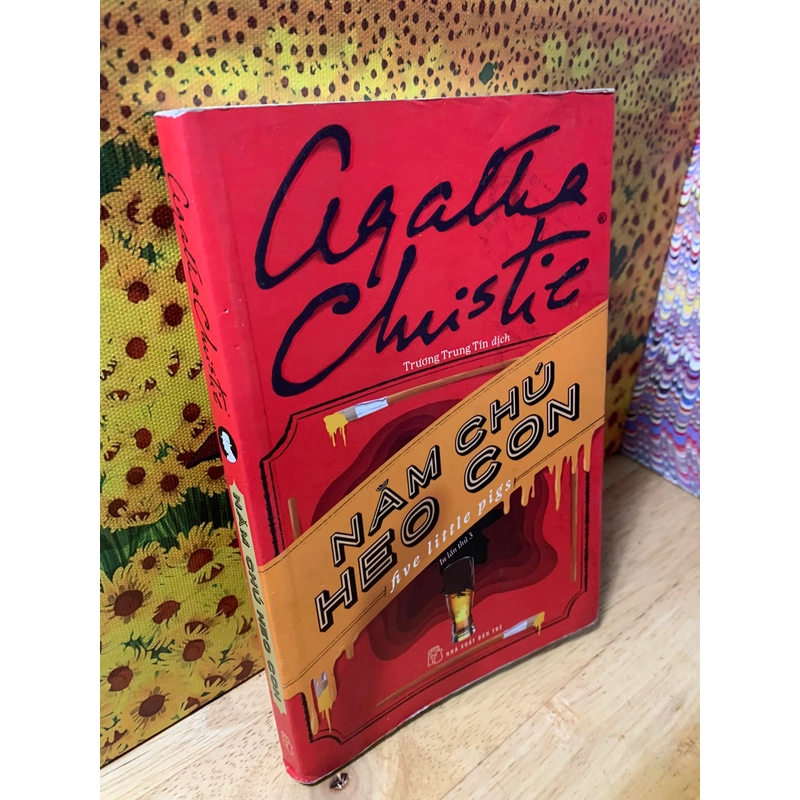 Agatha
Christie
®
Trương Trung Tín dịch
NĂM CHÚ
HEO CON
five little pigs
In lần thứ 3
NHÀ XUẤT BẢN TRẺ
Agatha Christie
NĂM CHÚ HEO CON